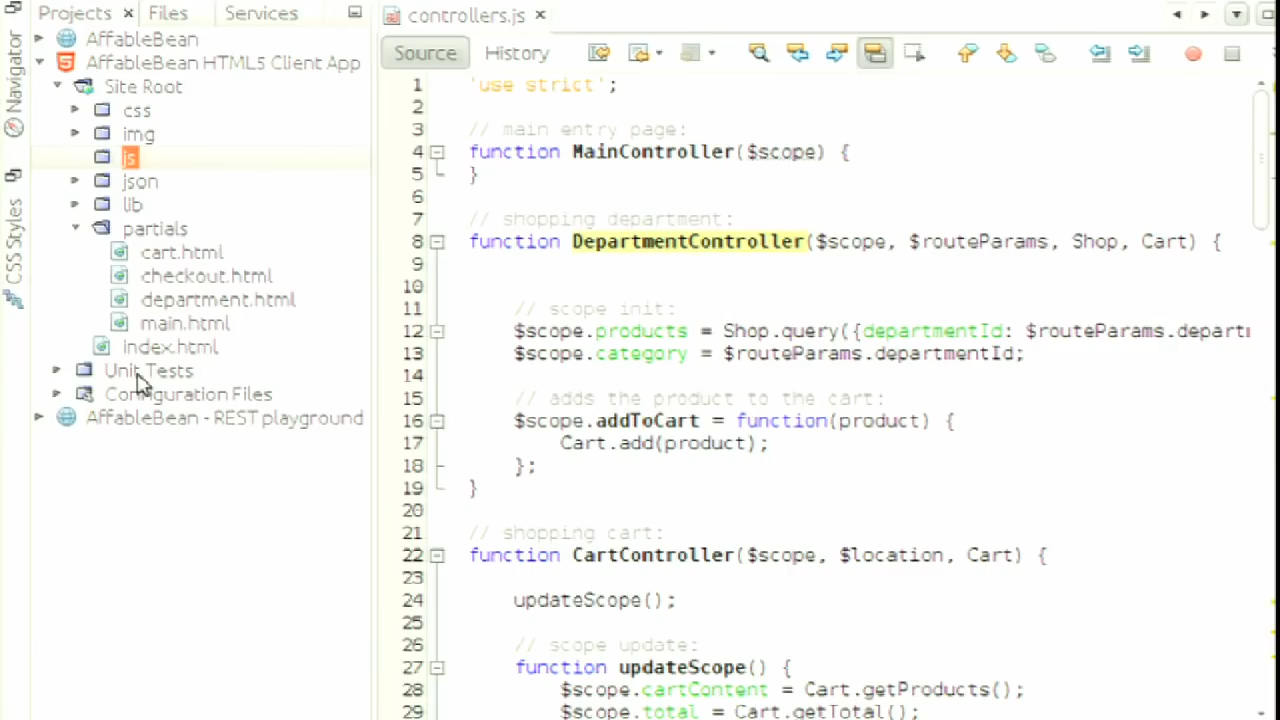 Projects
Files
Services
Navigator
CSS Styles
AffableBean
AffableBean HTML5 Client App
Site Root
css
img
js
json
lib
partials
cart.html
checkout.html
department.html
main.html
index.html
Unit Tests
Configuration Files
AffableBean - REST playground
controllers.js
Source
History
1 'use strict';
2
3 // main entry page:
4 function MainController($scope) {
5 }
6
7 // shopping department:
8 function DepartmentController($scope, $routeParams, Shop, Cart) {
9
10
11 // scope init:
12 $scope.products = Shop.query({departmentId: $routeParams.depart
13 $scope.category = $routeParams.departmentId;
14
15 // adds the product to the cart:
16 $scope.addToCart = function(product) {
17 Cart.add(product);
18 };
19 }
20
21 // shopping cart:
22 function CartController($scope, $location, Cart) {
23
24 updateScope();
25
26 // scope update:
27 function updateScope() {
28 $scope.cartContent = Cart.getProducts();
29 $scope.total = Cart.getTotal();